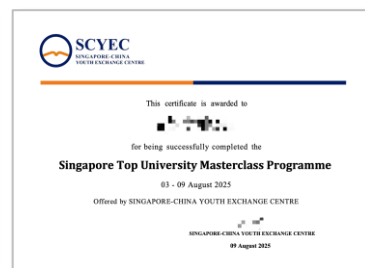 SCYEC
SINGAPORE-CHINA
YOUTH EXCHANGE CENTRE
This certificate is awarded to
for being successfully completed the
Singapore Top University Masterclass Programme
03 - 09 August 2025
Offered by SINGAPORE-CHINA YOUTH EXCHANGE CENTRE
SINGAPORE-CHINA YOUTH EXCHANGE CENTRE
09 August 2025